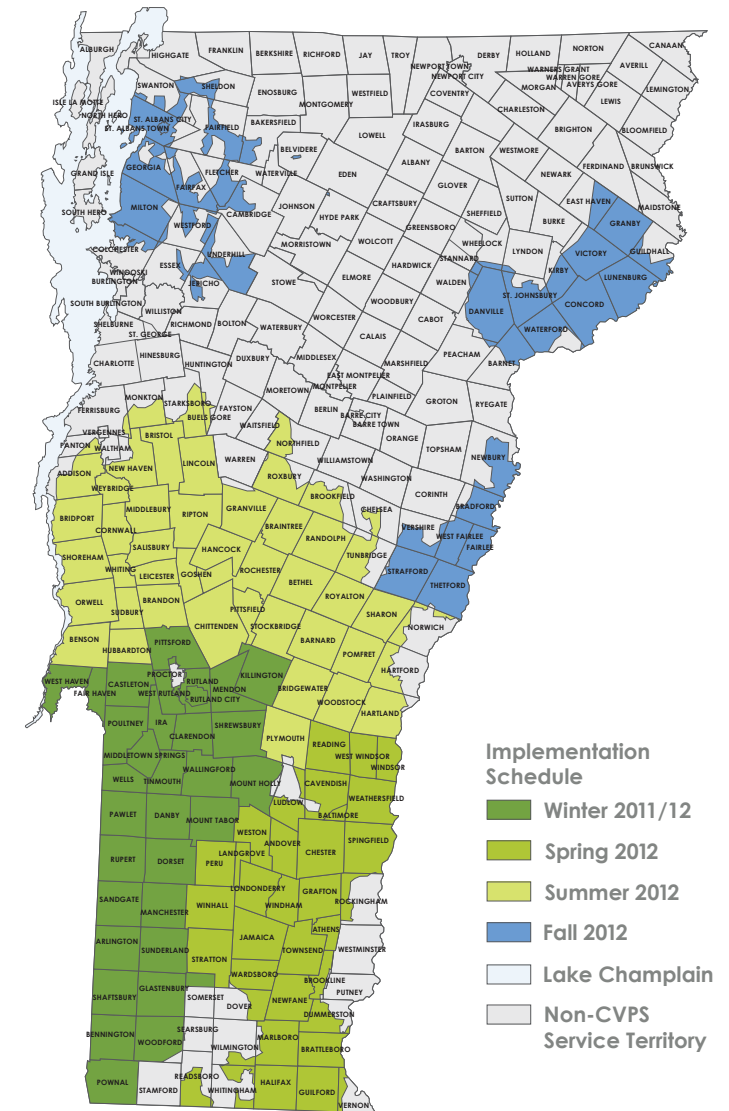 ALBURGH
HIGHGATE
FRANKLIN
BERKSHIRE
RICHFORD
JAY
TROY
NEWPORT TOWN
NEWPORT CITY
DERBY
HOLLAND
NORTON
CANAAN
WARNERS GRANT
WARREN GORE
AVERYS GORE
AVERILL
LEMINGTON
SWANTON
SHELDON
ENOSBURG
MONTGOMERY
WESTFIELD
COVENTRY
MORGAN
CHARLESTON
LEWIS
ISLE LA MOTTE
NORTH HERO
ST. ALBANS CITY
ST. ALBANS TOWN
FAIRFIELD
BAKERSFIELD
LOWELL
IRASBURG
BRIGHTON
BLOOMFIELD
BELVIDERE
BARTON
WESTMORE
GEORGIA
GRAND ISLE
FLETCHER
WATERVILLE
EDEN
ALBANY
NEWARK
FERDINAND
BRUNSWICK
FAIRFAX
GLOVER
SUTTON
EAST HAVEN
MAIDSTONE
SOUTH HERO
MILTON
CAMBRIDGE
JOHNSON
HYDE PARK
CRAFTSBURY
SHEFFIELD
BURKE
GRANBY
WESTFORD
MORRISTOWN
WOLCOTT
GREENSBORO
WHEELOCK
LYNDON
VICTORY
GUILDHALL
COLCHESTER
ESSEX
UNDERHILL
HARDWICK
STANNARD
KIRBY
LUNENBURG
WINOOSKI
BURLINGTON
JERICHO
STOWE
ELMORE
WALDEN
ST. JOHNSBURY
SOUTH BURLINGTON
WILLISTON
WOODBURY
DANVILLE
CONCORD
SHELBURNE
RICHMOND
BOLTON
WATERBURY
WORCESTER
CABOT
WATERFORD
ST. GEORGE
CALAIS
CHARLOTTE
HINESBURG
HUNTINGTON
DUXBURY
MIDDLESEX
MARSHFIELD
PEACHAM
BARNET
EAST MONTPELIER
MONTPELIER
MORETOWN
PLAINFIELD
GROTON
RYEGATE
MONKTON
STARKSBORO
BUELS GORE
FERRISBURG
FAYSTON
WAITSFIELD
BERLIN
BARRE CITY
BARRE TOWN
VERGENNES
PANTON
WALTHAM
BRISTOL
NORTHFIELD
ORANGE
TOPSHAM
NEWBURY
ADDISON
NEW HAVEN
LINCOLN
WARREN
WILLIAMSTOWN
WASHINGTON
ROXBURY
WEYBRIDGE
BROOKFIELD
CORINTH
BRIDPORT
MIDDLEBURY
RIPTON
GRANVILLE
CHELSEA
BRADFORD
CORNWALL
BRAINTREE
VERSHIRE
WEST FAIRLEE
FAIRLEE
SHOREHAM
SALISBURY
HANCOCK
RANDOLPH
TUNBRIDGE
WHITING
LEICESTER
GOSHEN
ROCHESTER
BETHEL
STRAFFORD
THETFORD
ORWELL
SUDBURY
BRANDON
PITTSFIELD
ROYALTON
SHARON
CHITTENDEN
STOCKBRIDGE
NORWICH
BENSON
HUBBARDTON
PITTSFORD
BARNARD
POMFRET
HARTFORD
WEST HAVEN
FAIR HAVEN
CASTLETON
PROCTOR
RUTLAND
WEST RUTLAND
RUTLAND CITY
MENDON
KILLINGTON
BRIDGEWATER
WOODSTOCK
HARTLAND
POULTNEY
IRA
CLARENDON
SHREWSBURY
PLYMOUTH
READING
WEST WINDSOR
WINDSOR
MIDDLETOWN SPRINGS
WALLINGFORD
WELLS
TINMOUTH
MOUNT HOLLY
LUDLOW
CAVENDISH
WEATHERSFIELD
BALTIMORE
PAWLET
DANBY
MOUNT TABOR
WESTON
ANDOVER
CHESTER
SPINGFIELD
RUPERT
DORSET
PERU
LANDGROVE
LONDONDERRY
WINDHAM
GRAFTON
ROCKINGHAM
SANDGATE
MANCHESTER
WINHALL
ATHENS
ARLINGTON
SUNDERLAND
STRATTON
JAMAICA
TOWNSEND
WESTMINSTER
WARDSBORO
BROOKLINE
SHAFTSBURY
GLASTENBURY
SOMERSET
DOVER
NEWFANE
PUTNEY
DUMMERSTON
BENNINGTON
WOODFORD
SEARSBURG
WILMINGTON
MARLBORO
BRATTLEBORO
POWNAL
STAMFORD
READSBORO
WHITINGHAM
HALIFAX
GUILFORD
VERNON
Implementation
Schedule
Winter 2011/12
Spring 2012
Summer 2012
Fall 2012
Lake Champlain
Non-CVPS
Service Territory